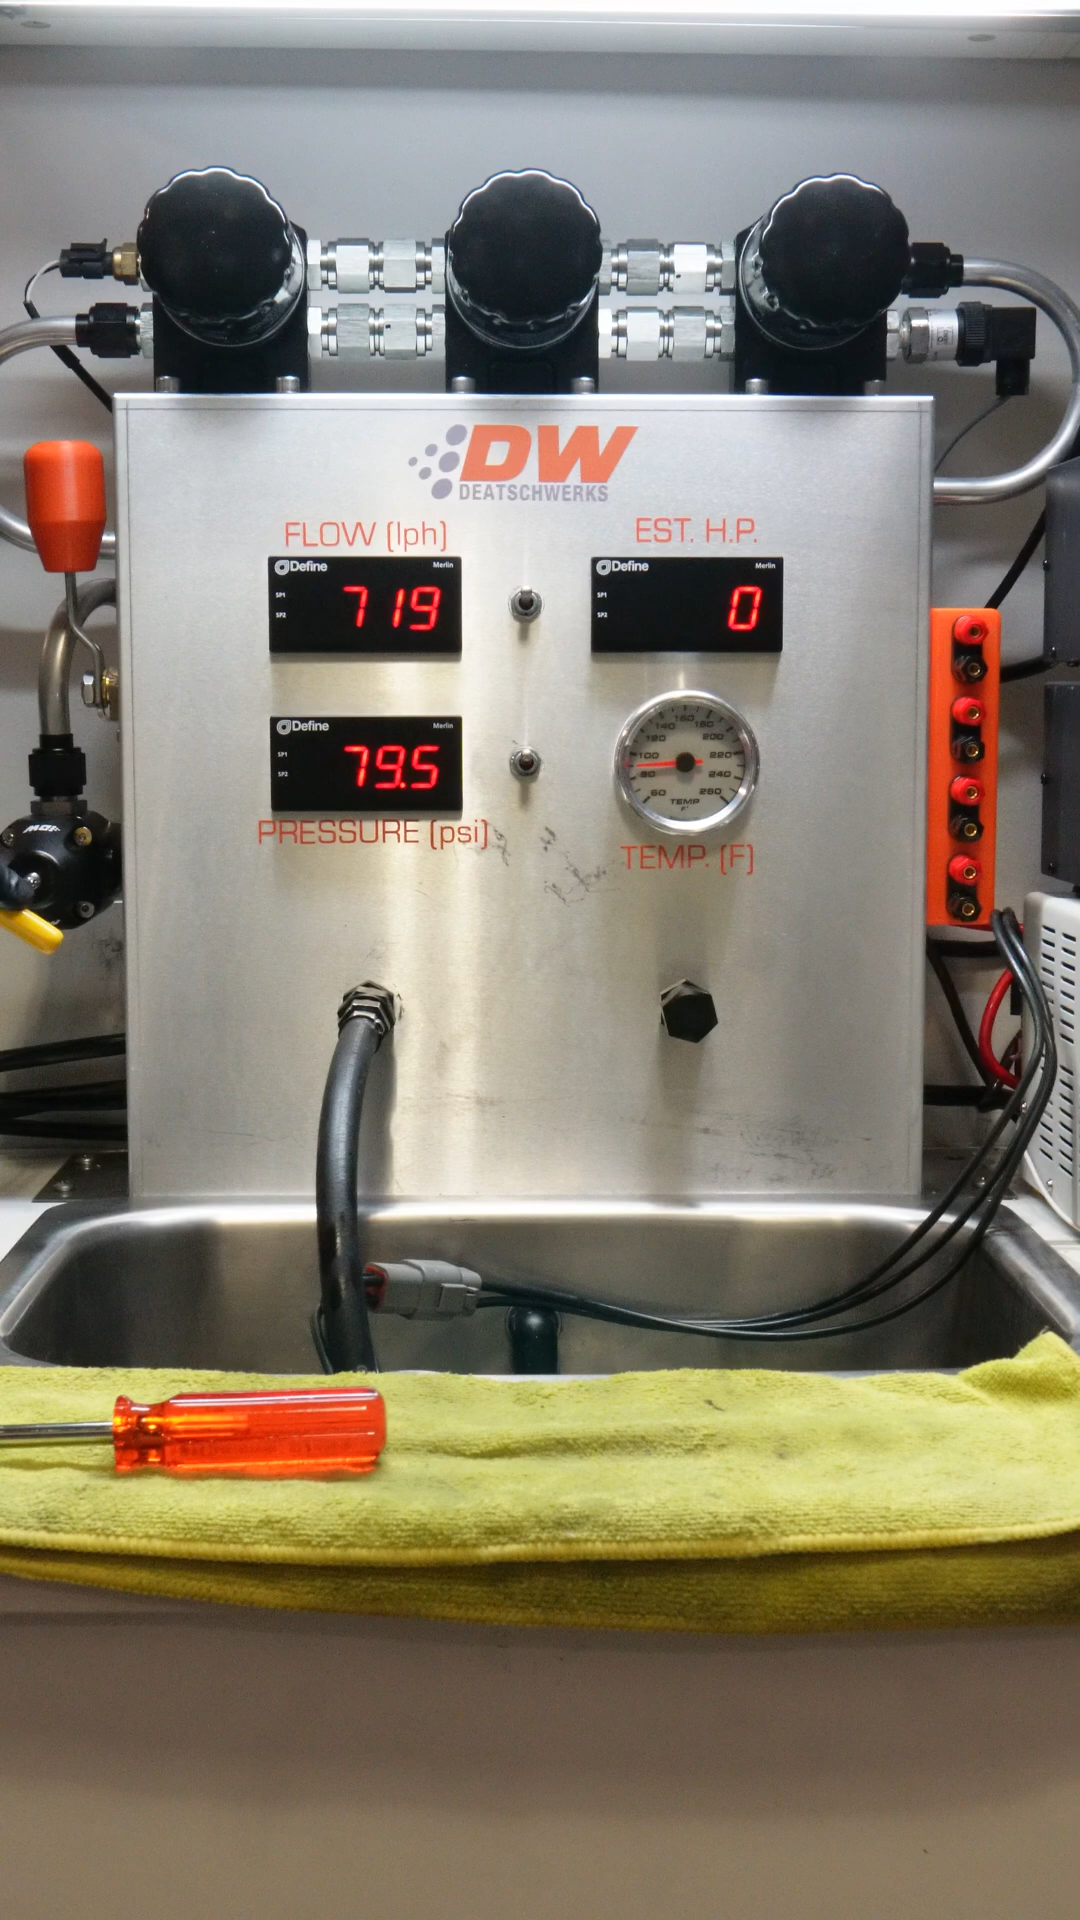 DW
DEATSCHWERKS
FLOW (lph)
EST. H.P.
Define Merlin
SP1
SP2
719
Define Merlin
SP1
SP2
0
Define Merlin
SP1
SP2
79.5
PRESSURE (psi)
60 80 100 120 140 160 180 200 220 240 260
TEMP
F°
TEMP. (F)
DW